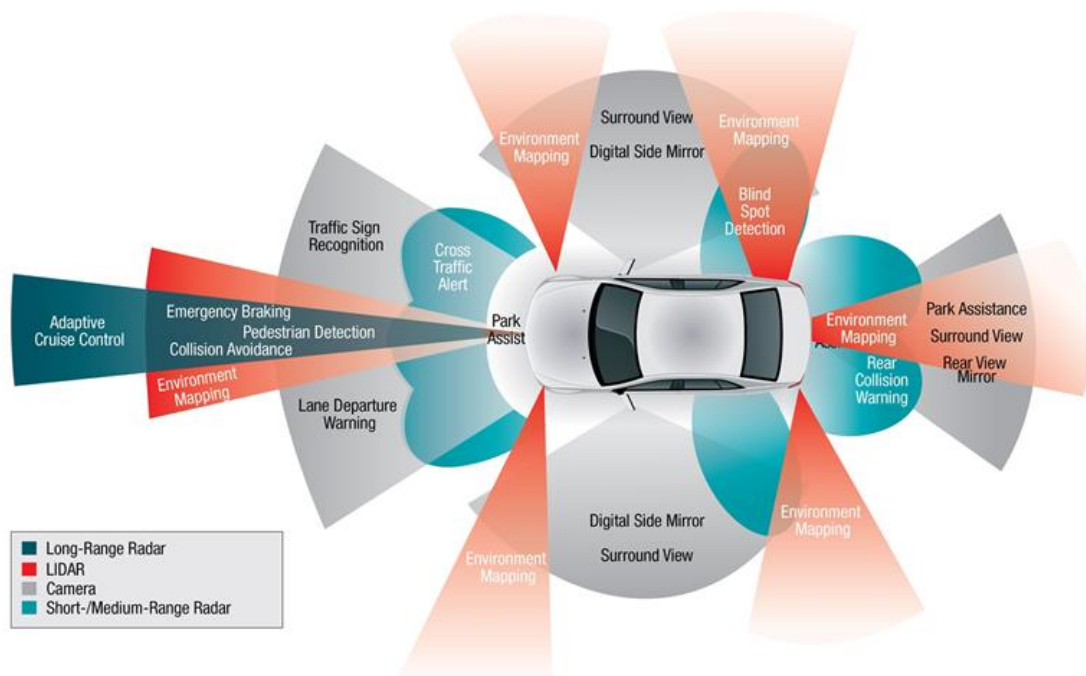 Surround View
Digital Side Mirror
Environment
Mapping
Environment
Mapping
Blind
Spot
Detection
Traffic Sign
Recognition
Cross
Traffic
Alert
Adaptive
Cruise Control
Emergency Braking
Pedestrian Detection
Collision Avoidance
Environment
Mapping
Lane Departure
Warning
Park
Assist
Environment
Mapping
Rear
Collision
Warning
Park Assistance
Surround View
Rear View
Mirror
Environment
Mapping
Digital Side Mirror
Surround View
Environment
Mapping
Long-Range Radar
LIDAR
Camera
Short-/Medium-Range Radar